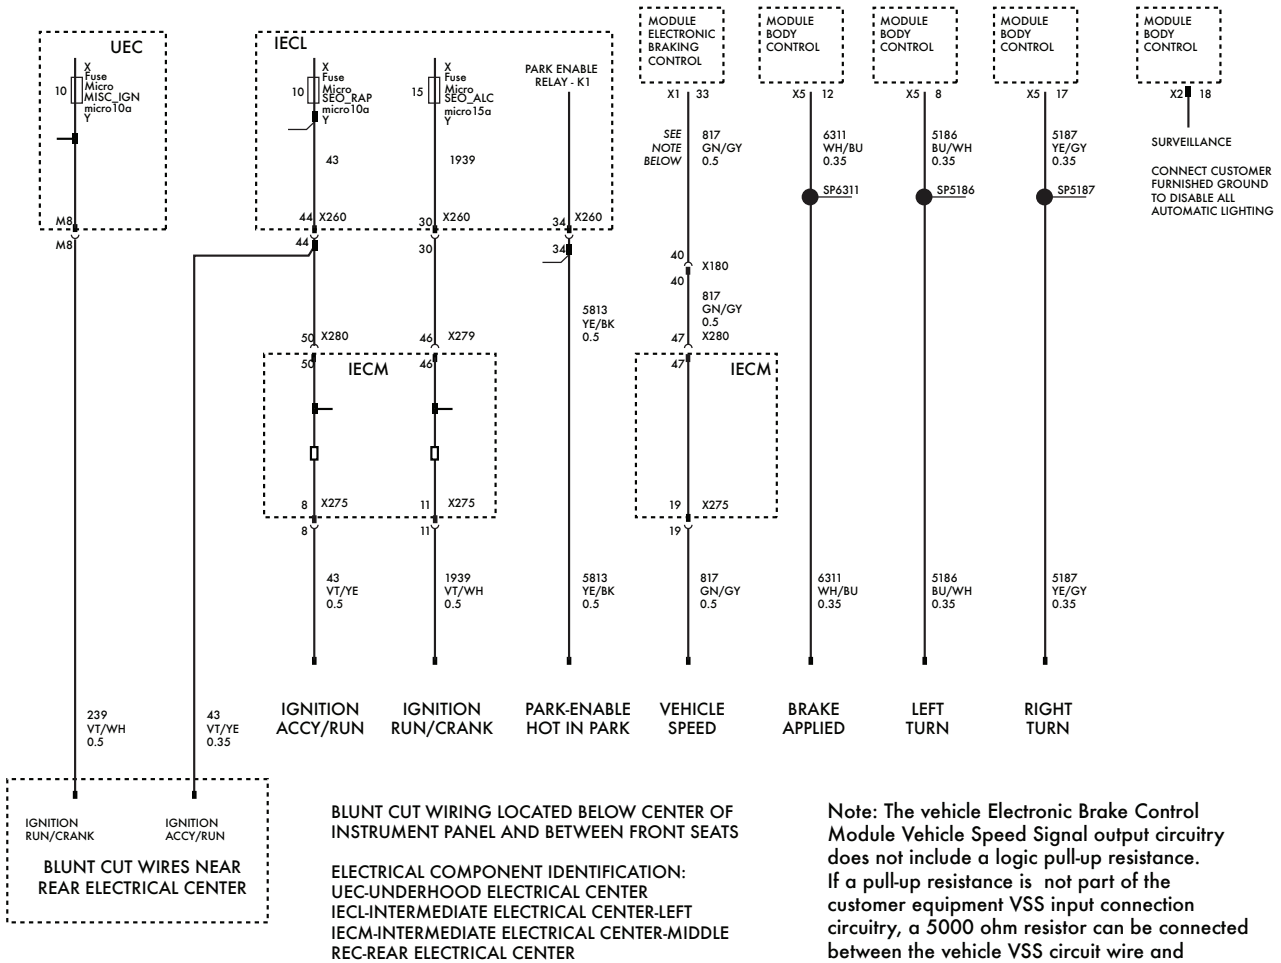 UEC
X
Fuse
Micro
10
MISC_IGN
micro10a
Y
M8
M8
IECL
X
Fuse
Micro
10
SEO_RAP
micro10a
Y
43
44 X260
44
X
Fuse
Micro
15
SEO_ALC
micro15a
Y
1939
30 X260
30
PARK ENABLE
RELAY - K1
34 X260
34
MODULE
ELECTRONIC
BRAKING
CONTROL
X1 33
SEE
NOTE
BELOW
817
GN/GY
0.5
40
X180
40
817
GN/GY
0.5
47 X280
47
IECM
19 X275
19
MODULE
BODY
CONTROL
X5 12
6311
WH/BU
0.35
SP6311
MODULE
BODY
CONTROL
X5 8
5186
BU/WH
0.35
SP5186
MODULE
BODY
CONTROL
X5 17
5187
YE/GY
0.35
SP5187
MODULE
BODY
CONTROL
X2 18
SURVEILLANCE
CONNECT CUSTOMER
FURNISHED GROUND
TO DISABLE ALL
AUTOMATIC LIGHTING
5813
YE/BK
0.5
50 X280
50
46 X279
46
IECM
8 X275
8
11 X275
11
43
VT/YE
0.5
1939
VT/WH
0.5
5813
YE/BK
0.5
817
GN/GY
0.5
6311
WH/BU
0.35
5186
BU/WH
0.35
5187
YE/GY
0.35
IGNITION
ACCY/RUN
IGNITION
RUN/CRANK
PARK-ENABLE
HOT IN PARK
VEHICLE
SPEED
BRAKE
APPLIED
LEFT
TURN
RIGHT
TURN
239
VT/WH
0.5
43
VT/YE
0.35
IGNITION
RUN/CRANK
IGNITION
ACCY/RUN
BLUNT CUT WIRES NEAR
REAR ELECTRICAL CENTER
BLUNT CUT WIRING LOCATED BELOW CENTER OF
INSTRUMENT PANEL AND BETWEEN FRONT SEATS
ELECTRICAL COMPONENT IDENTIFICATION:
UEC-UNDERHOOD ELECTRICAL CENTER
IECL-INTERMEDIATE ELECTRICAL CENTER-LEFT
IECM-INTERMEDIATE ELECTRICAL CENTER-MIDDLE
REC-REAR ELECTRICAL CENTER
Note: The vehicle Electronic Brake Control
Module Vehicle Speed Signal output circuitry
does not include a logic pull-up resistance.
If a pull-up resistance is not part of the
customer equipment VSS input connection
circuitry, a 5000 ohm resistor can be connected
between the vehicle VSS circuit wire and